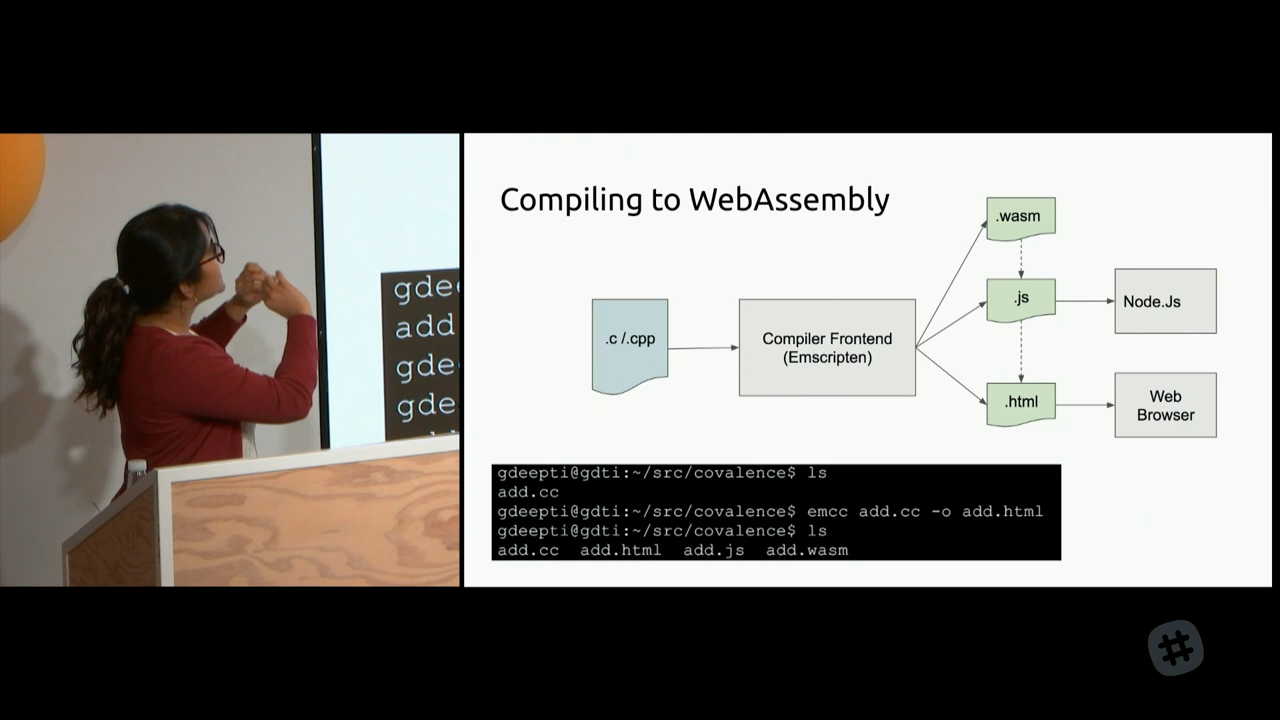 gde
add
gde
gde
Compiling to WebAssembly
.wasm
.js
Node.Js
.c /.cpp
Compiler Frontend
(Emscripten)
.html
Web
Browser
gdeepti@gdti:~/src/covalence$ ls
add.cc
gdeepti@gdti:~/src/covalence$ emcc add.cc -o add.html
gdeepti@gdti:~/src/covalence$ ls
add.cc  add.html  add.js  add.wasm